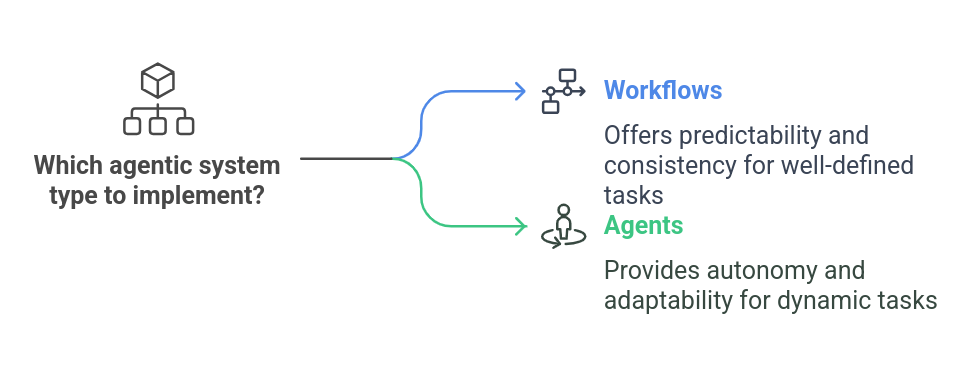 Which agentic system
type to implement?
Workflows
Offers predictability and
consistency for well-defined
tasks
Agents
Provides autonomy and
adaptability for dynamic tasks